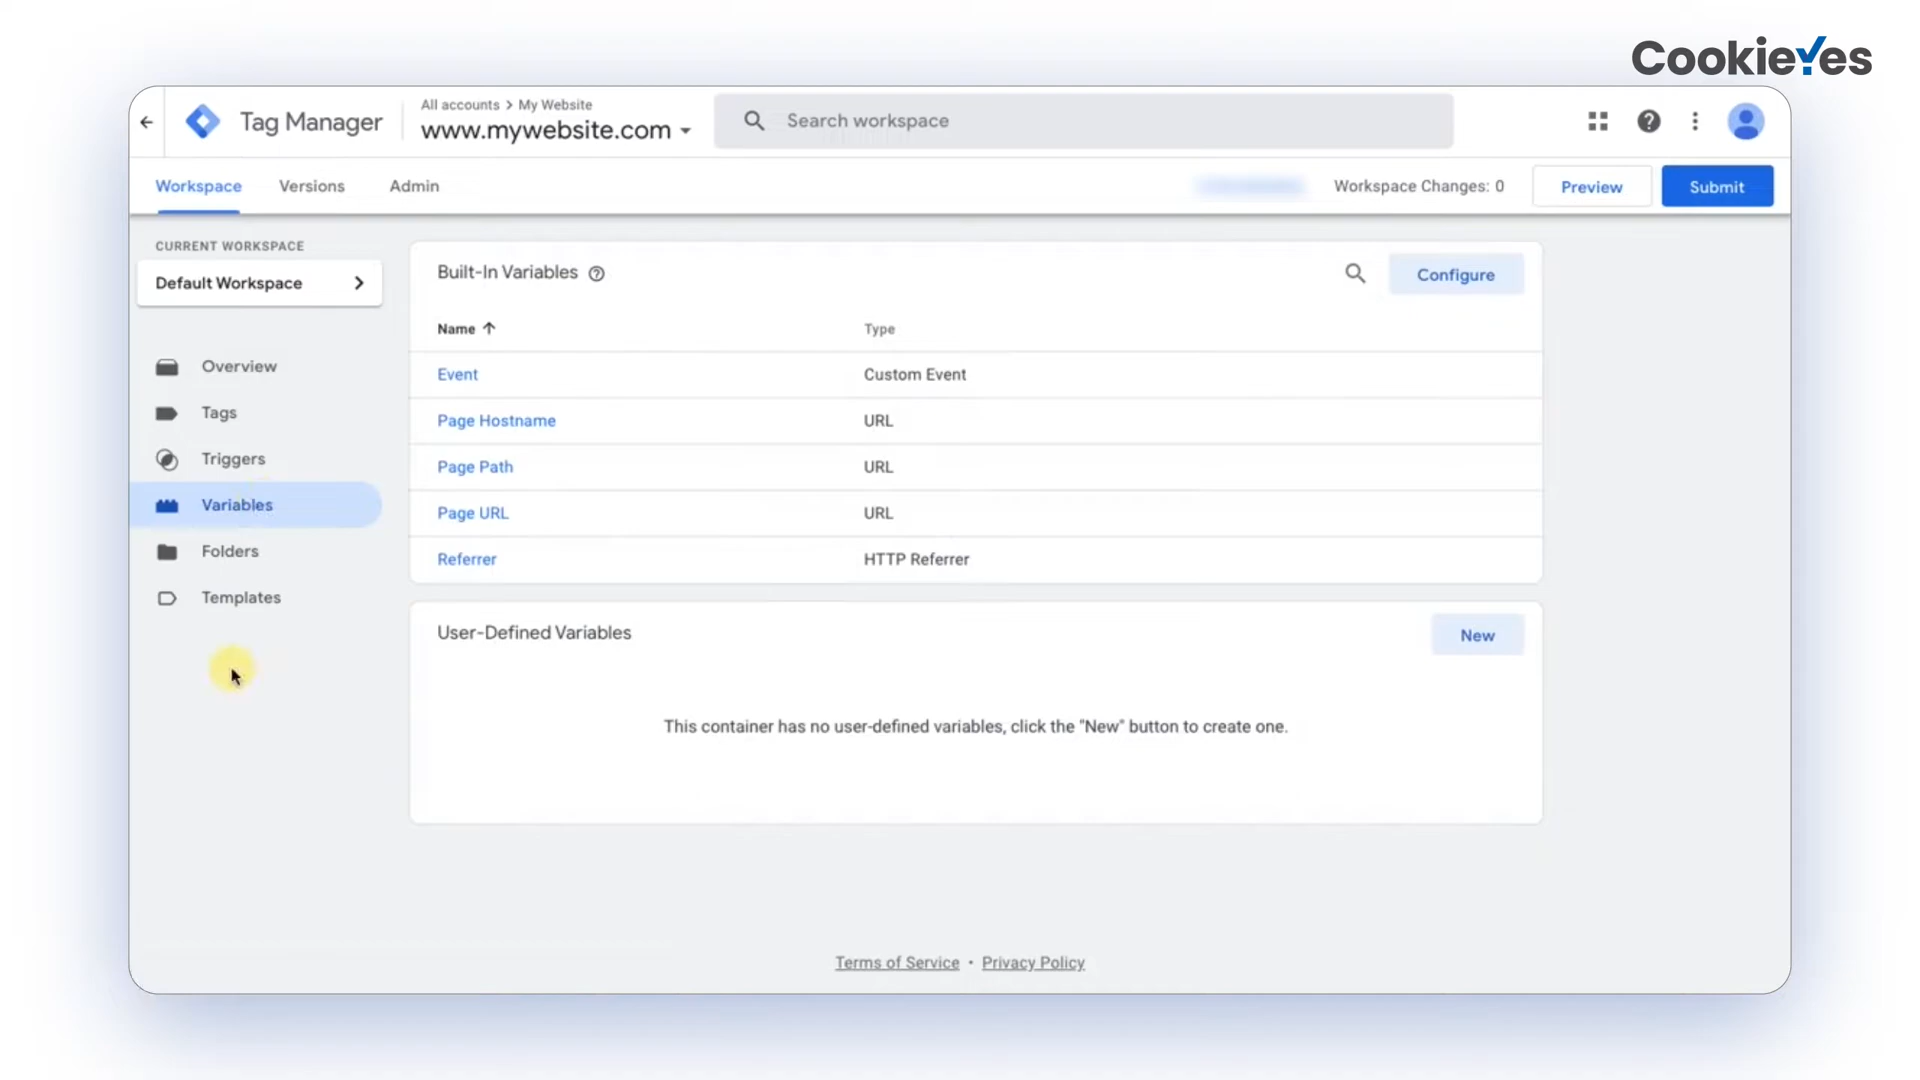 CookieYes
Tag Manager
All accounts > My Website
www.mywebsite.com
Search workspace
Workspace Versions Admin
Workspace Changes: 0
Preview
Submit
CURRENT WORKSPACE
Default Workspace
Overview
Tags
Triggers
Variables
Folders
Templates
Built-In Variables
Configure
Name Type
Event Custom Event
Page Hostname URL
Page Path URL
Page URL URL
Referrer HTTP Referrer
User-Defined Variables
New
This container has no user-defined variables, click the "New" button to create one.
Terms of Service • Privacy Policy